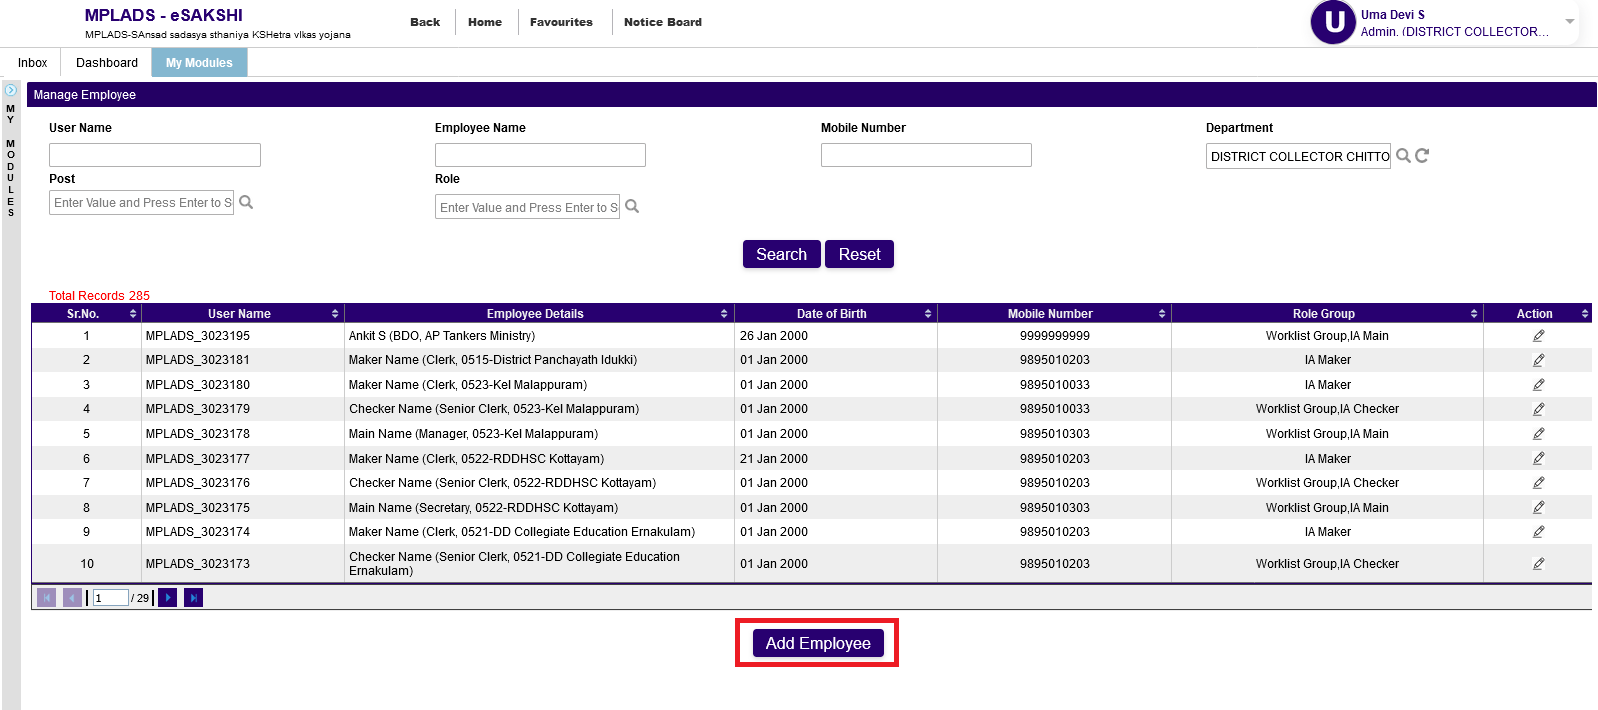 MPLADS - eSAKSHI
MPLADS-SAnsad sadasya sthaniya KSHetra vIkas yojana
Back Home Favourites Notice Board
U
Uma Devi S
Admin. (DISTRICT COLLECTOR...
Inbox Dashboard My Modules
MY MODULES
Manage Employee
User Name Employee Name Mobile Number Department
DISTRICT COLLECTOR CHITTO
Post Role
Enter Value and Press Enter to S Enter Value and Press Enter to S
Search Reset
Total Records 285
Sr.No. User Name Employee Details Date of Birth Mobile Number Role Group Action
1 MPLADS_3023195 Ankit S (BDO, AP Tankers Ministry) 26 Jan 2000 9999999999 Worklist Group,IA Main
2 MPLADS_3023181 Maker Name (Clerk, 0515-District Panchayath Idukki) 01 Jan 2000 9895010203 IA Maker
3 MPLADS_3023180 Maker Name (Clerk, 0523-Kel Malappuram) 01 Jan 2000 9895010033 IA Maker
4 MPLADS_3023179 Checker Name (Senior Clerk, 0523-Kel Malappuram) 01 Jan 2000 9895010033 Worklist Group,IA Checker
5 MPLADS_3023178 Main Name (Manager, 0523-Kel Malappuram) 01 Jan 2000 9895010303 Worklist Group,IA Main
6 MPLADS_3023177 Maker Name (Clerk, 0522-RDDHSC Kottayam) 21 Jan 2000 9895010203 IA Maker
7 MPLADS_3023176 Checker Name (Senior Clerk, 0522-RDDHSC Kottayam) 01 Jan 2000 9895010203 Worklist Group,IA Checker
8 MPLADS_3023175 Main Name (Secretary, 0522-RDDHSC Kottayam) 01 Jan 2000 9895010303 Worklist Group,IA Main
9 MPLADS_3023174 Maker Name (Clerk, 0521-DD Collegiate Education Ernakulam) 01 Jan 2000 9895010203 IA Maker
10 MPLADS_3023173 Checker Name (Senior Clerk, 0521-DD Collegiate Education 01 Jan 2000 9895010203 Worklist Group,IA Checker
Ernakulam)
1 / 29
Add Employee